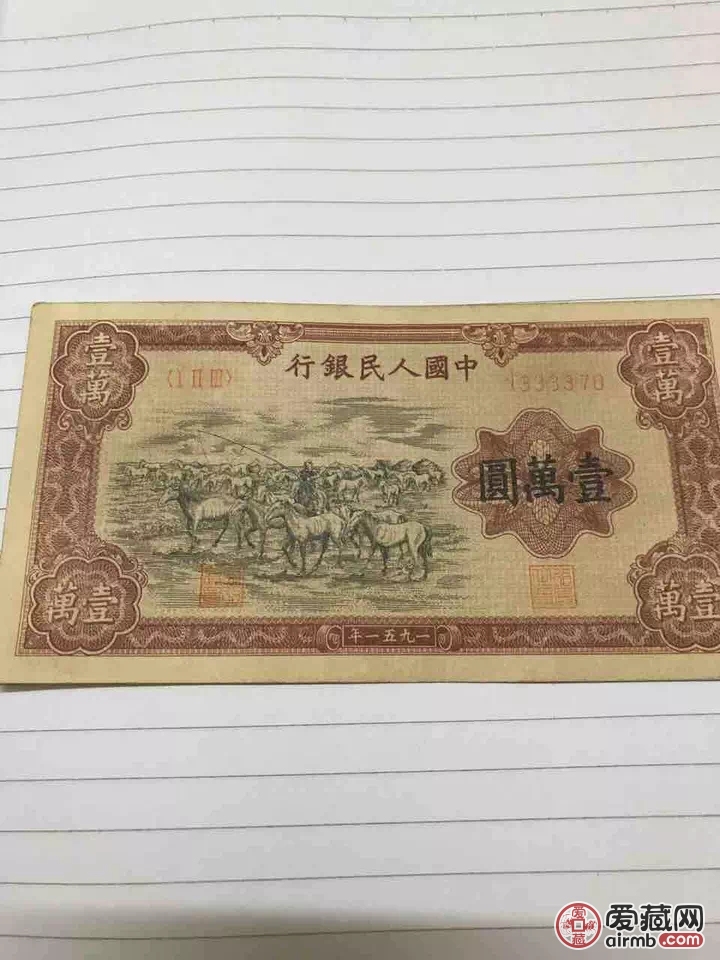 壹萬
〈I II III〉
中國人民銀行
1333370
壹萬
壹萬圓
壹萬
一九五一年
壹萬
爱藏网
airmb.com